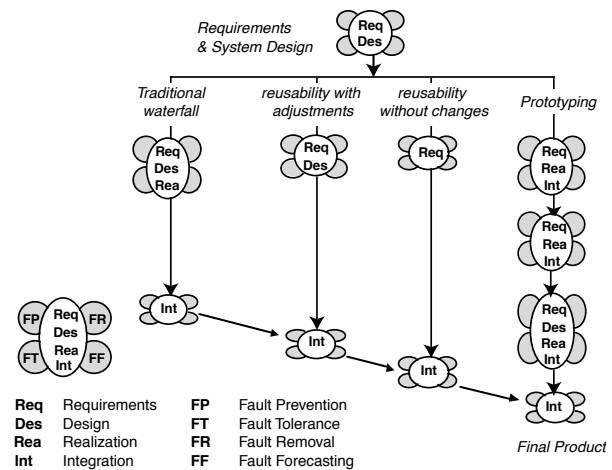 Requirements
& System Design
Req
Des
Traditional
waterfall
reusability with
adjustments
reusability
without changes
Prototyping
Req
Des
Rea
Req
Des
Req
Req
Rea
Int
Req
Rea
Int
Req
Des
Rea
Int
Int
Int
Int
Int
FP
Req
Des
Rea
Int
FR
FT
FF
Req Requirements FP Fault Prevention
Des Design FT Fault Tolerance
Rea Realization FR Fault Removal
Int Integration FF Fault Forecasting
Final Product